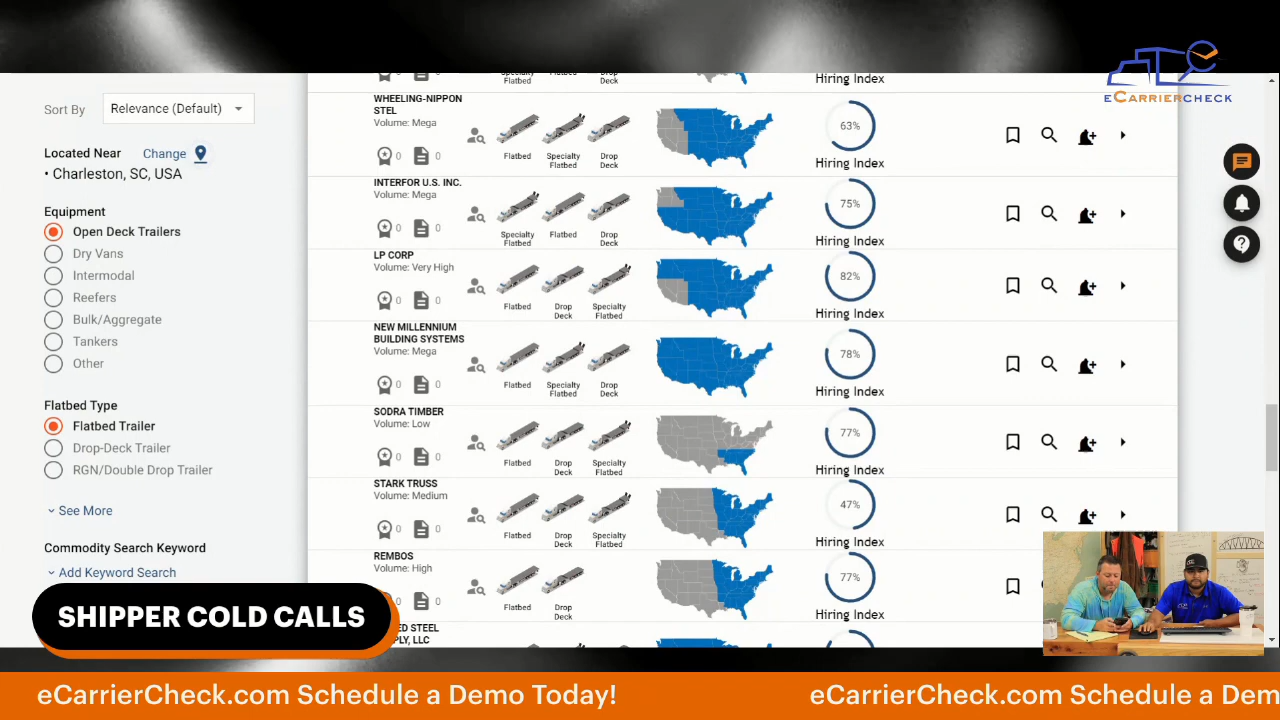 eCARRIERCHECK
Sort By
Relevance (Default)
Located Near
Change
• Charleston, SC, USA
Equipment
Open Deck Trailers
Dry Vans
Intermodal
Reefers
Bulk/Aggregate
Tankers
Other
Flatbed Type
Flatbed Trailer
Drop-Deck Trailer
RGN/Double Drop Trailer
See More
Commodity Search Keyword
Add Keyword Search
0
0
Flatbed
Flatbed
Drop
Deck
Hiring Index
WHEELING-NIPPON
STEL
Volume: Mega
0
0
Flatbed
Specialty
Flatbed
Drop
Deck
63%
Hiring Index
INTERFOR U.S. INC.
Volume: Mega
0
0
Specialty
Flatbed
Flatbed
Drop
Deck
75%
Hiring Index
LP CORP
Volume: Very High
0
0
Flatbed
Drop
Deck
Specialty
Flatbed
82%
Hiring Index
NEW MILLENNIUM
BUILDING SYSTEMS
Volume: Mega
0
0
Flatbed
Specialty
Flatbed
Drop
Deck
78%
Hiring Index
SODRA TIMBER
Volume: Low
0
0
Flatbed
Drop
Deck
Specialty
Flatbed
77%
Hiring Index
STARK TRUSS
Volume: Medium
0
0
Flatbed
Drop
Deck
Specialty
Flatbed
47%
Hiring Index
REMBOS
Volume: High
0
0
Flatbed
Drop
Deck
77%
Hiring Index
SHIPPER COLD CALLS
eCarrierCheck.com Schedule a Demo Today!
eCarrierCheck.com Schedule a Dem